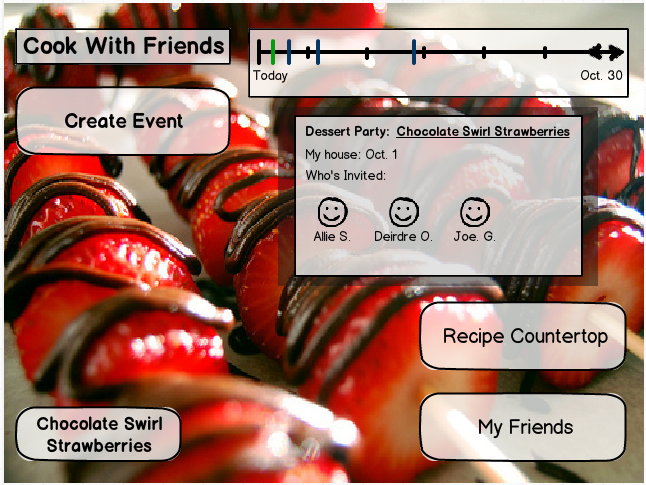 Cook With Friends
Today
Oct. 30
Create Event
Dessert Party: Chocolate Swirl Strawberries
My house: Oct. 1
Who's Invited:
Allie S. Deirdre O. Joe. G.
Recipe Countertop
My Friends
Chocolate Swirl
Strawberries